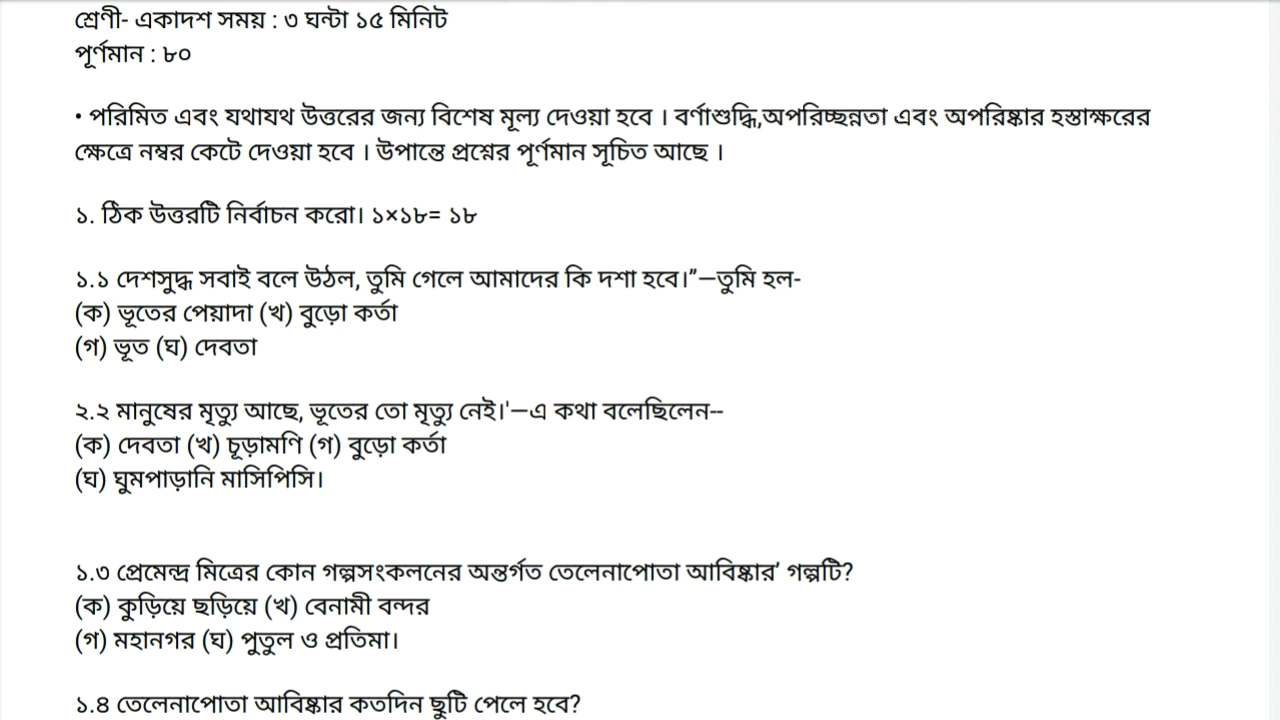 শ্রেণী- একাদশ সময় : ৩ ঘন্টা ১৫ মিনিট
পূর্ণমান : ৮০
• পরিমিত এবং যথাযথ উত্তরের জন্য বিশেষ মূল্য দেওয়া হবে । বর্ণাশুদ্ধি,অপরিচ্ছন্নতা এবং অপরিষ্কার হস্তাক্ষরের
ক্ষেত্রে নম্বর কেটে দেওয়া হবে । উপান্তে প্রশ্নের পূর্ণমান সূচিত আছে ।
১. ঠিক উত্তরটি নির্বাচন করো। ১×১৮= ১৮
১.১ দেশসুদ্ধ সবাই বলে উঠল, তুমি গেলে আমাদের কি দশা হবে।”—তুমি হল-
(ক) ভূতের পেয়াদা (খ) বুড়ো কর্তা
(গ) ভূত (ঘ) দেবতা
২.২ মানুষের মৃত্যু আছে, ভূতের তো মৃত্যু নেই।'—এ কথা বলেছিলেন--
(ক) দেবতা (খ) চূড়ামণি (গ) বুড়ো কর্তা
(ঘ) ঘুমপাড়ানি মাসিপিসি।
১.৩ প্রেমেন্দ্র মিত্রের কোন গল্পসংকলনের অন্তর্গত তেলেনাপোতা আবিষ্কার’ গল্পটি?
(ক) কুড়িয়ে ছড়িয়ে (খ) বেনামী বন্দর
(গ) মহানগর (ঘ) পুতুল ও প্রতিমা।
১.৪ তেলেনাপোতা আবিষ্কার কতদিন ছুটি পেলে হবে?